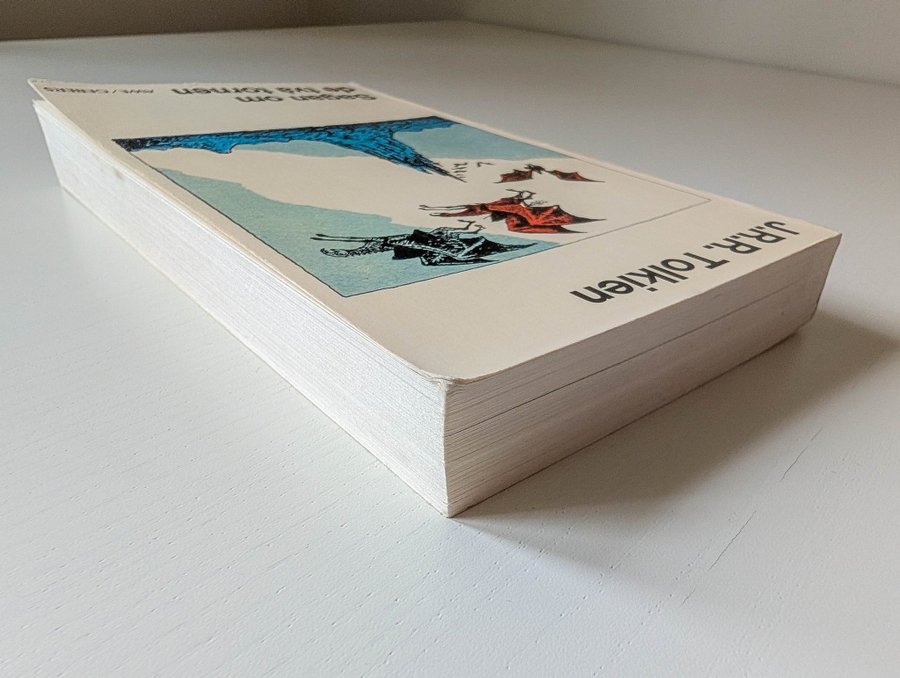 J.R.R. Tolkien
Sagan om
de två tornen
AWE/GEBERS